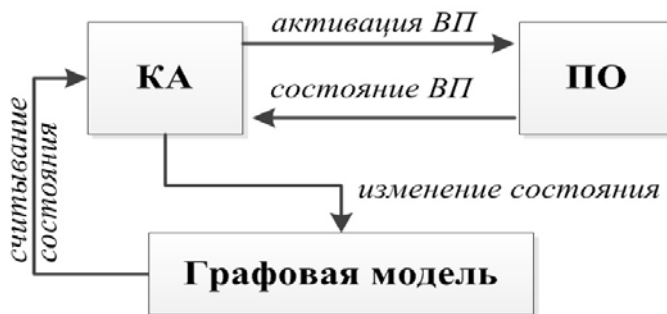 активация ВП
КА
ПО
состояние ВП
считывание
состояния
изменение состояния
Графовая модель